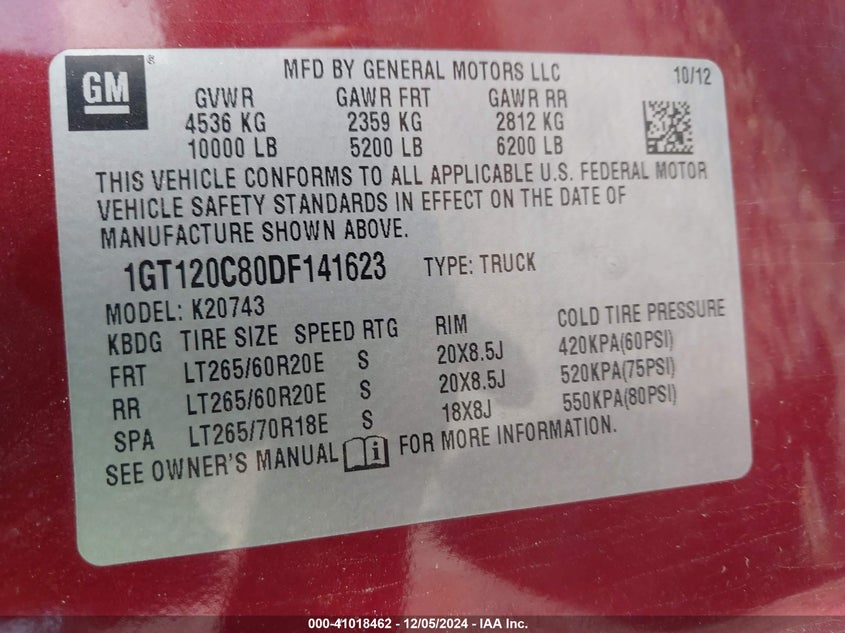 GM
®
MFD BY GENERAL MOTORS LLC 10/12
GVWR GAWR FRT GAWR RR
4536 KG 2359 KG 2812 KG
10000 LB 5200 LB 6200 LB
THIS VEHICLE CONFORMS TO ALL APPLICABLE U.S. FEDERAL MOTOR
VEHICLE SAFETY STANDARDS IN EFFECT ON THE DATE OF
MANUFACTURE SHOWN ABOVE.
1GT120C80DF141623 TYPE: TRUCK
MODEL: K20743
KBDG TIRE SIZE SPEED RTG RIM COLD TIRE PRESSURE
FRT LT265/60R20E S 20X8.5J 420KPA(60PSI)
RR LT265/60R20E S 20X8.5J 520KPA(75PSI)
SPA LT265/70R18E S 18X8J 550KPA(80PSI)
SEE OWNER'S MANUAL i FOR MORE INFORMATION.
000-41018462 - 12/05/2024 - IAA Inc.